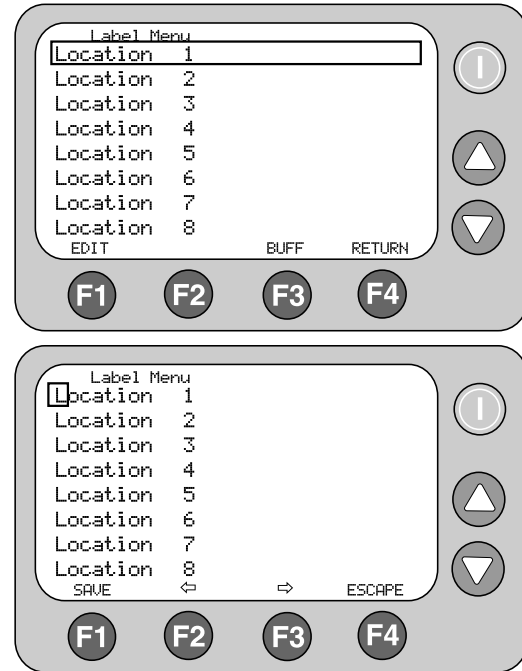 Label Menu
Location 1
Location 2
Location 3
Location 4
Location 5
Location 6
Location 7
Location 8
EDIT BUFF RETURN
F1 F2 F3 F4
Label Menu
Location 1
Location 2
Location 3
Location 4
Location 5
Location 6
Location 7
Location 8
SAVE ⇦ ⇨ ESCAPE
F1 F2 F3 F4